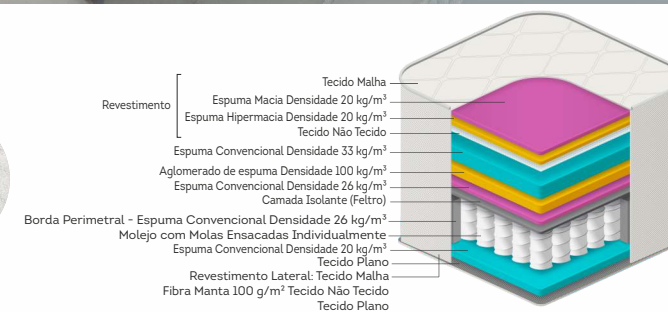 Revestimento
Tecido Malha
Espuma Macia Densidade 20 kg/m³
Espuma Hipermacia Densidade 20 kg/m³
Tecido Não Tecido
Espuma Convencional Densidade 33 kg/m³
Aglomerado de espuma Densidade 100 kg/m³
Espuma Convencional Densidade 26 kg/m³
Camada Isolante (Feltro)
Borda Perimetral - Espuma Convencional Densidade 26 kg/m³
Molejo com Molas Ensacadas Individualmente
Espuma Convencional Densidade 20 kg/m³
Tecido Plano
Revestimento Lateral: Tecido Malha
Fibra Manta 100 g/m² Tecido Não Tecido
Tecido Plano